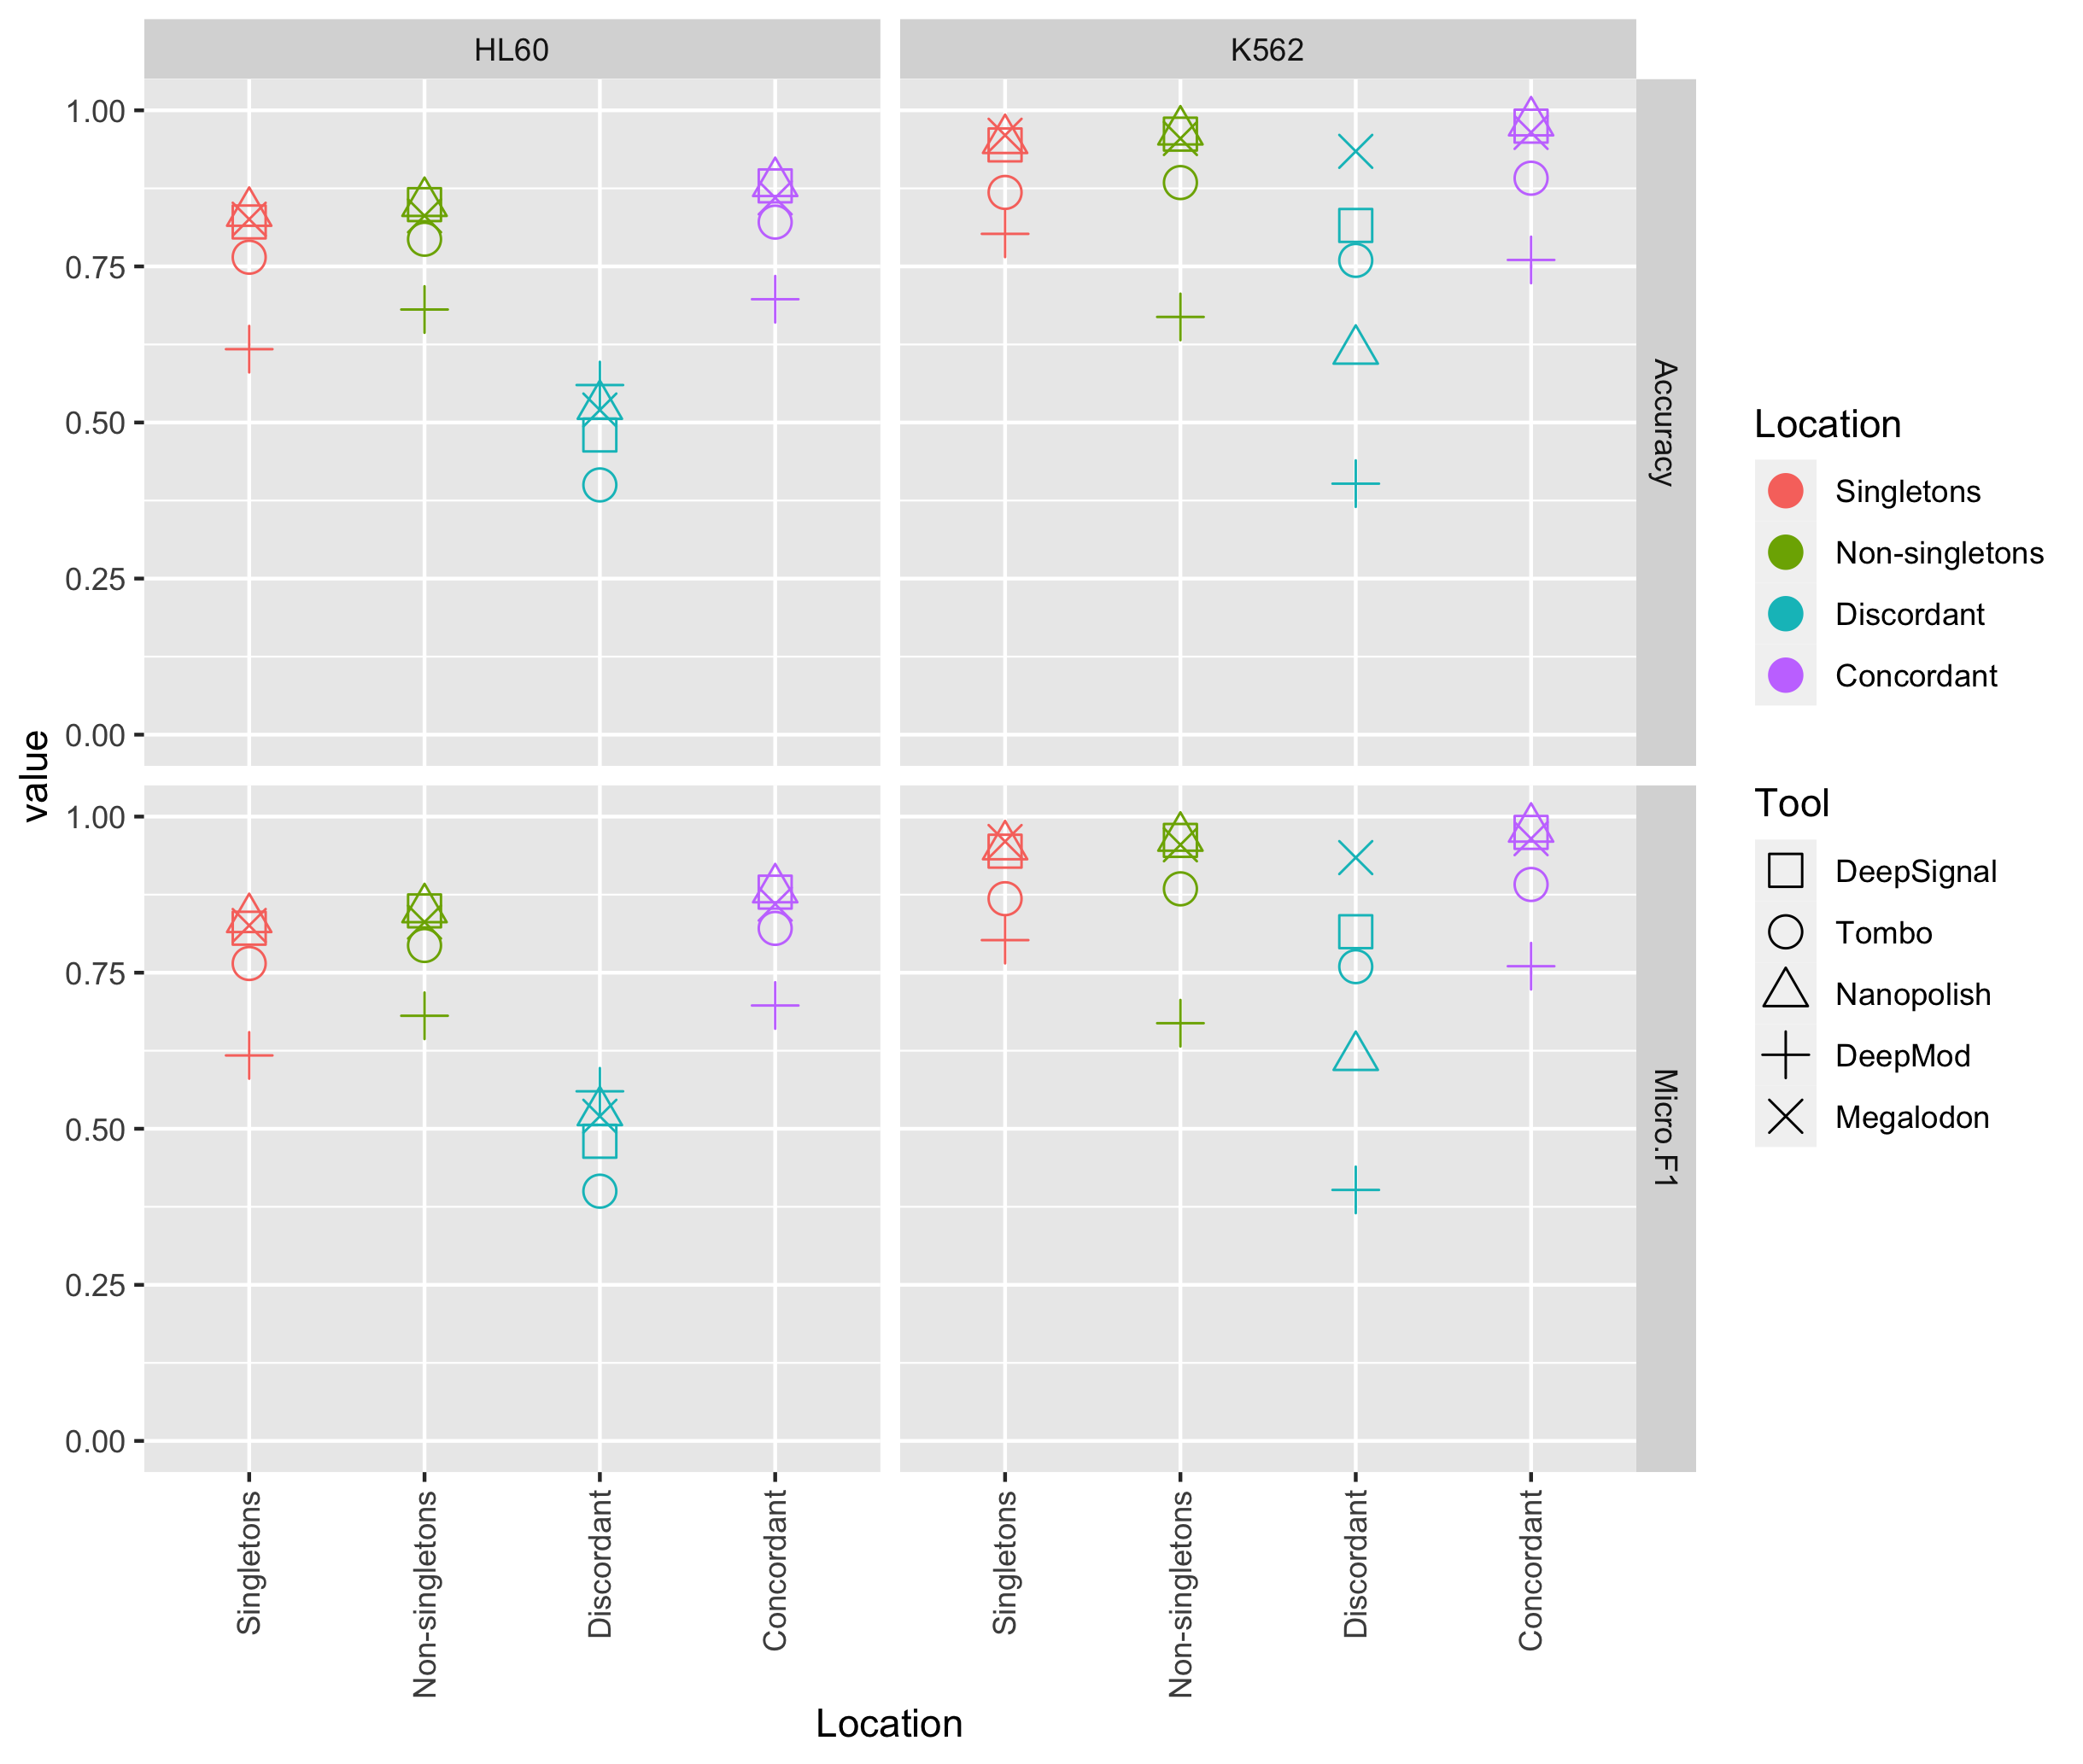 HL60
K562
1.00
0.75
0.50
0.25
0.00
Accuracy
1.00
0.75
0.50
0.25
0.00
Micro.F1
value
Singletons
Non-singletons
Discordant
Concordant
Singletons
Non-singletons
Discordant
Concordant
Location
Location
Singletons
Non-singletons
Discordant
Concordant
Tool
DeepSignal
Tombo
Nanopolish
DeepMod
Megalodon